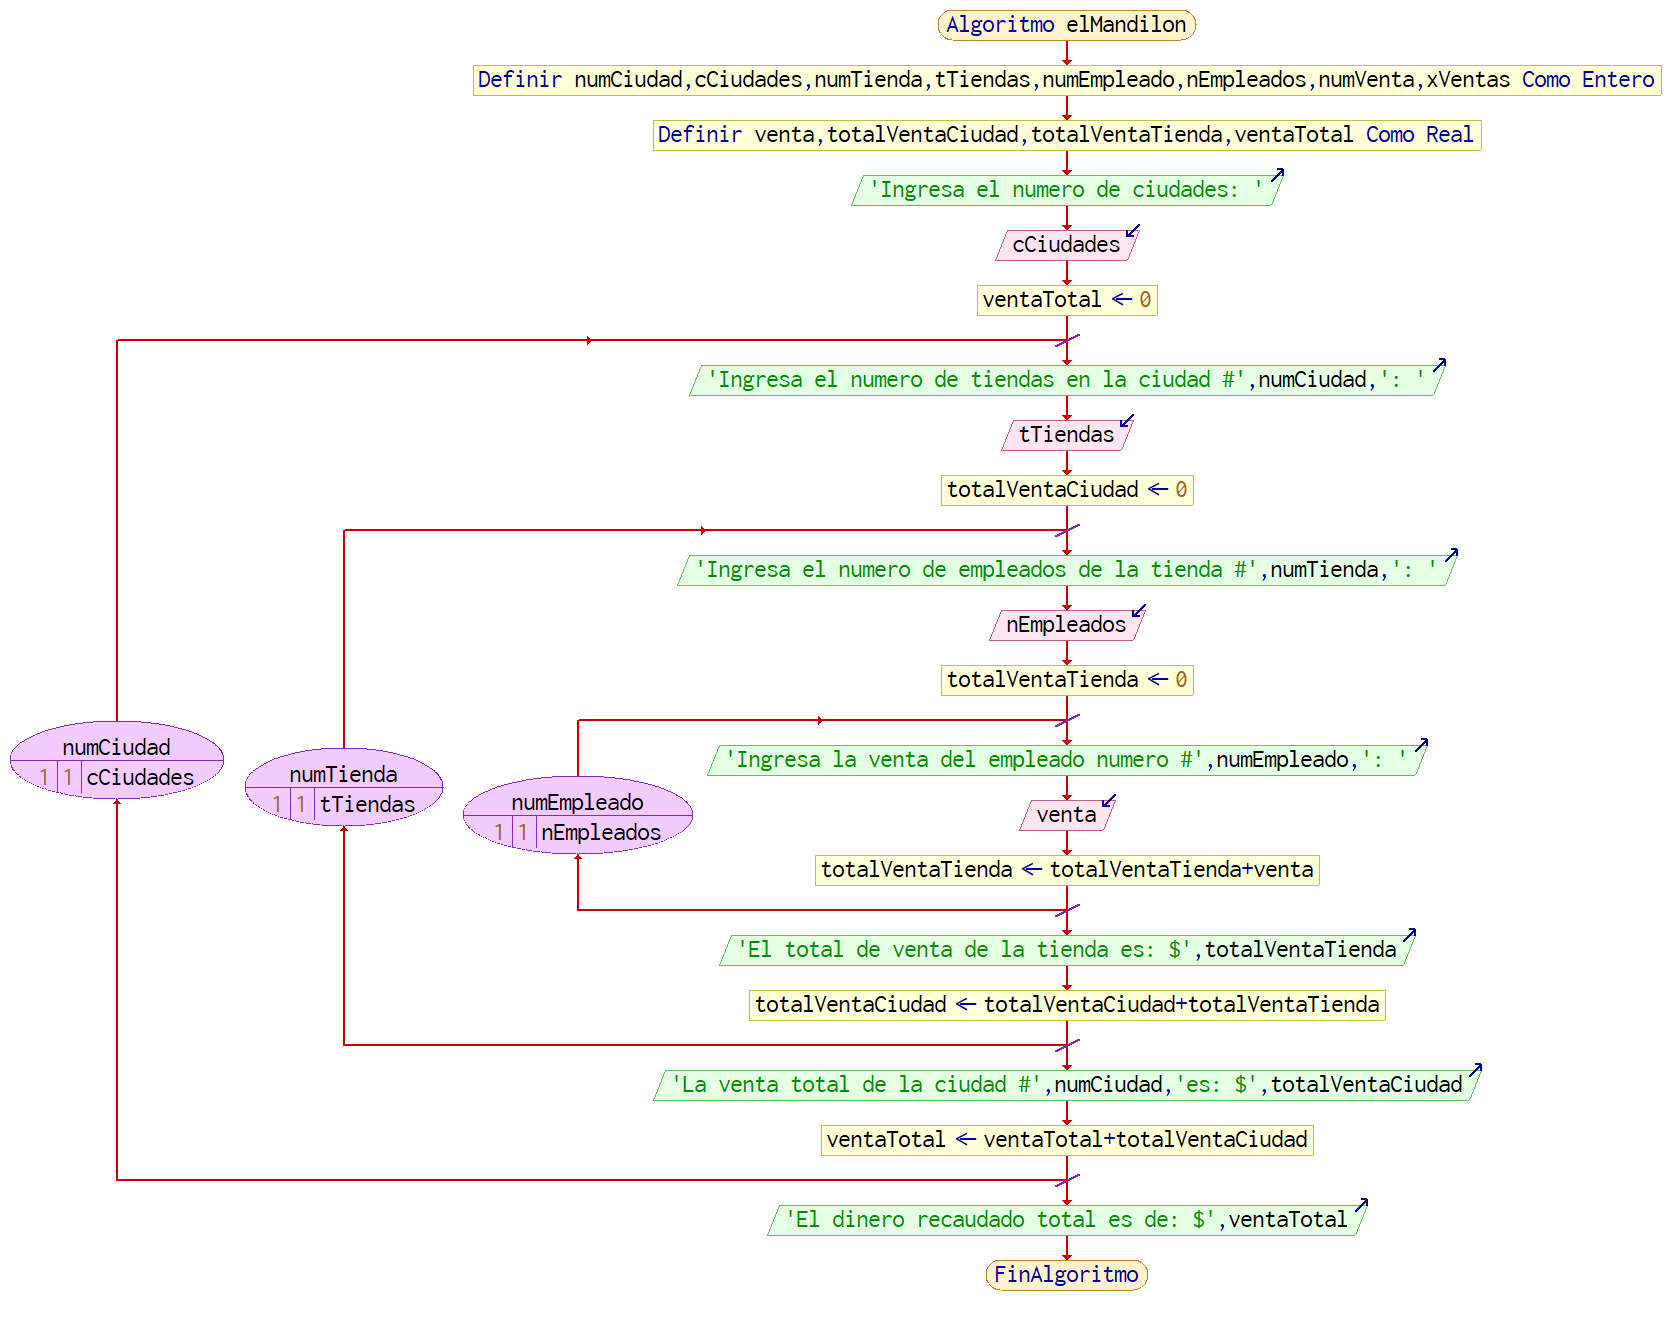 Algoritmo elMandilon
Definir numCiudad,cCiudades,numTienda,tTiendas,numEmpleado,nEmpleados,numVenta,xVentas Como Entero
Definir venta,totalVentaCiudad,totalVentaTienda,ventaTotal Como Real
'Ingresa el numero de ciudades: '
cCiudades
ventaTotal ← 0
'Ingresa el numero de tiendas en la ciudad #',numCiudad,': '
tTiendas
totalVentaCiudad ← 0
'Ingresa el numero de empleados de la tienda #',numTienda,': '
nEmpleados
totalVentaTienda ← 0
numCiudad
1 1 cCiudades
numTienda
1 1 tTiendas
numEmpleado
1 1 nEmpleados
'Ingresa la venta del empleado numero #',numEmpleado,': '
venta
totalVentaTienda ← totalVentaTienda+venta
'El total de venta de la tienda es: $',totalVentaTienda
totalVentaCiudad ← totalVentaCiudad+totalVentaTienda
'La venta total de la ciudad #',numCiudad,'es: $',totalVentaCiudad
ventaTotal ← ventaTotal+totalVentaCiudad
'El dinero recaudado total es de: $',ventaTotal
FinAlgoritmo